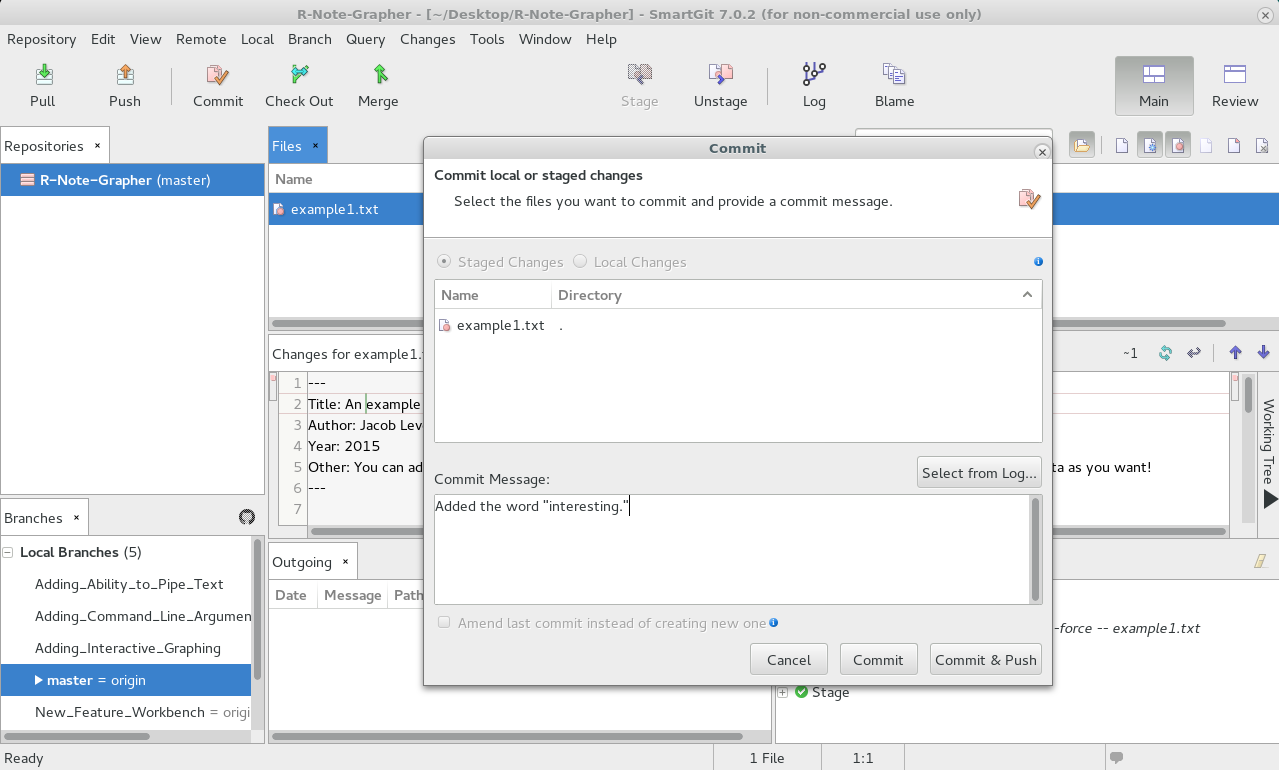 R-Note-Grapher - [~/Desktop/R-Note-Grapher] - SmartGit 7.0.2 (for non-commercial use only)
Repository Edit View Remote Local Branch Query Changes Tools Window Help
Pull Push Commit Check Out Merge Stage Unstage Log Blame Main Review
Repositories
R-Note-Grapher (master)
Files
Name
example1.txt
Commit
Commit local or staged changes
Select the files you want to commit and provide a commit message.
Staged Changes Local Changes
Name Directory
example1.txt .
Commit Message:
Select from Log...
Added the word "interesting."
Amend last commit instead of creating new one
Cancel Commit Commit & Push
Changes for example1.
~1
1 ---
2 Title: An example
3 Author: Jacob Lev
4 Year: 2015
5 Other: You can ad
ta as you want!
6 ---
7
Working Tree
Branches
Local Branches (5)
Adding_Ability_to_Pipe_Text
Adding_Command_Line_Argumen
Adding_Interactive_Graphing
master = origin
New_Feature_Workbench = origi
Outgoing
Date Message Path
-force -- example1.txt
Stage
Ready 1 File 1:1